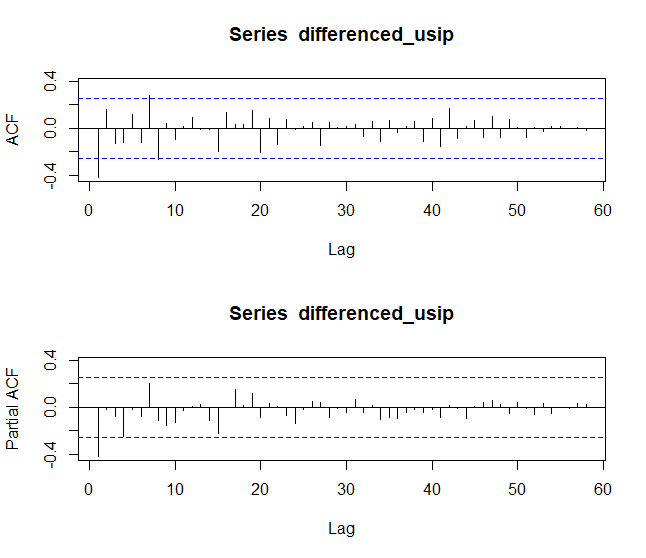 Series differenced_usip
ACF
0.4
0.0
-0.4
0 10 20 30 40 50 60
Lag
Series differenced_usip
Partial ACF
0.4
0.0
-0.4
0 10 20 30 40 50 60
Lag